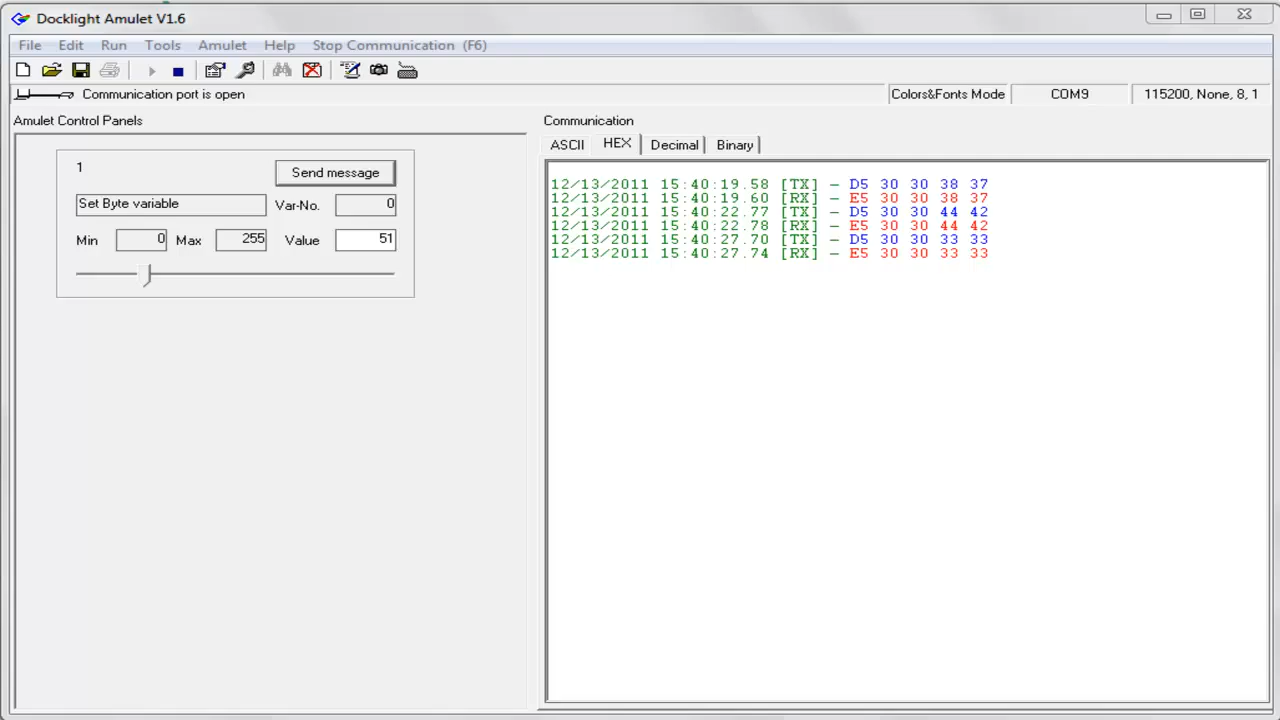 Docklight Amulet V1.6
File Edit Run Tools Amulet Help Stop Communication (F6)
Communication port is open Colors&Fonts Mode COM9 115200, None, 8, 1
Amulet Control Panels
1 Send message
Set Byte variable Var-No. 0
Min 0 Max 255 Value 51
Communication
ASCII HEX Decimal Binary
12/13/2011 15:40:19.58 [TX] - D5 30 30 38 37
12/13/2011 15:40:19.60 [RX] - E5 30 30 38 37
12/13/2011 15:40:22.77 [TX] - D5 30 30 44 42
12/13/2011 15:40:22.78 [RX] - E5 30 30 44 42
12/13/2011 15:40:27.70 [TX] - D5 30 30 33 33
12/13/2011 15:40:27.74 [RX] - E5 30 30 33 33